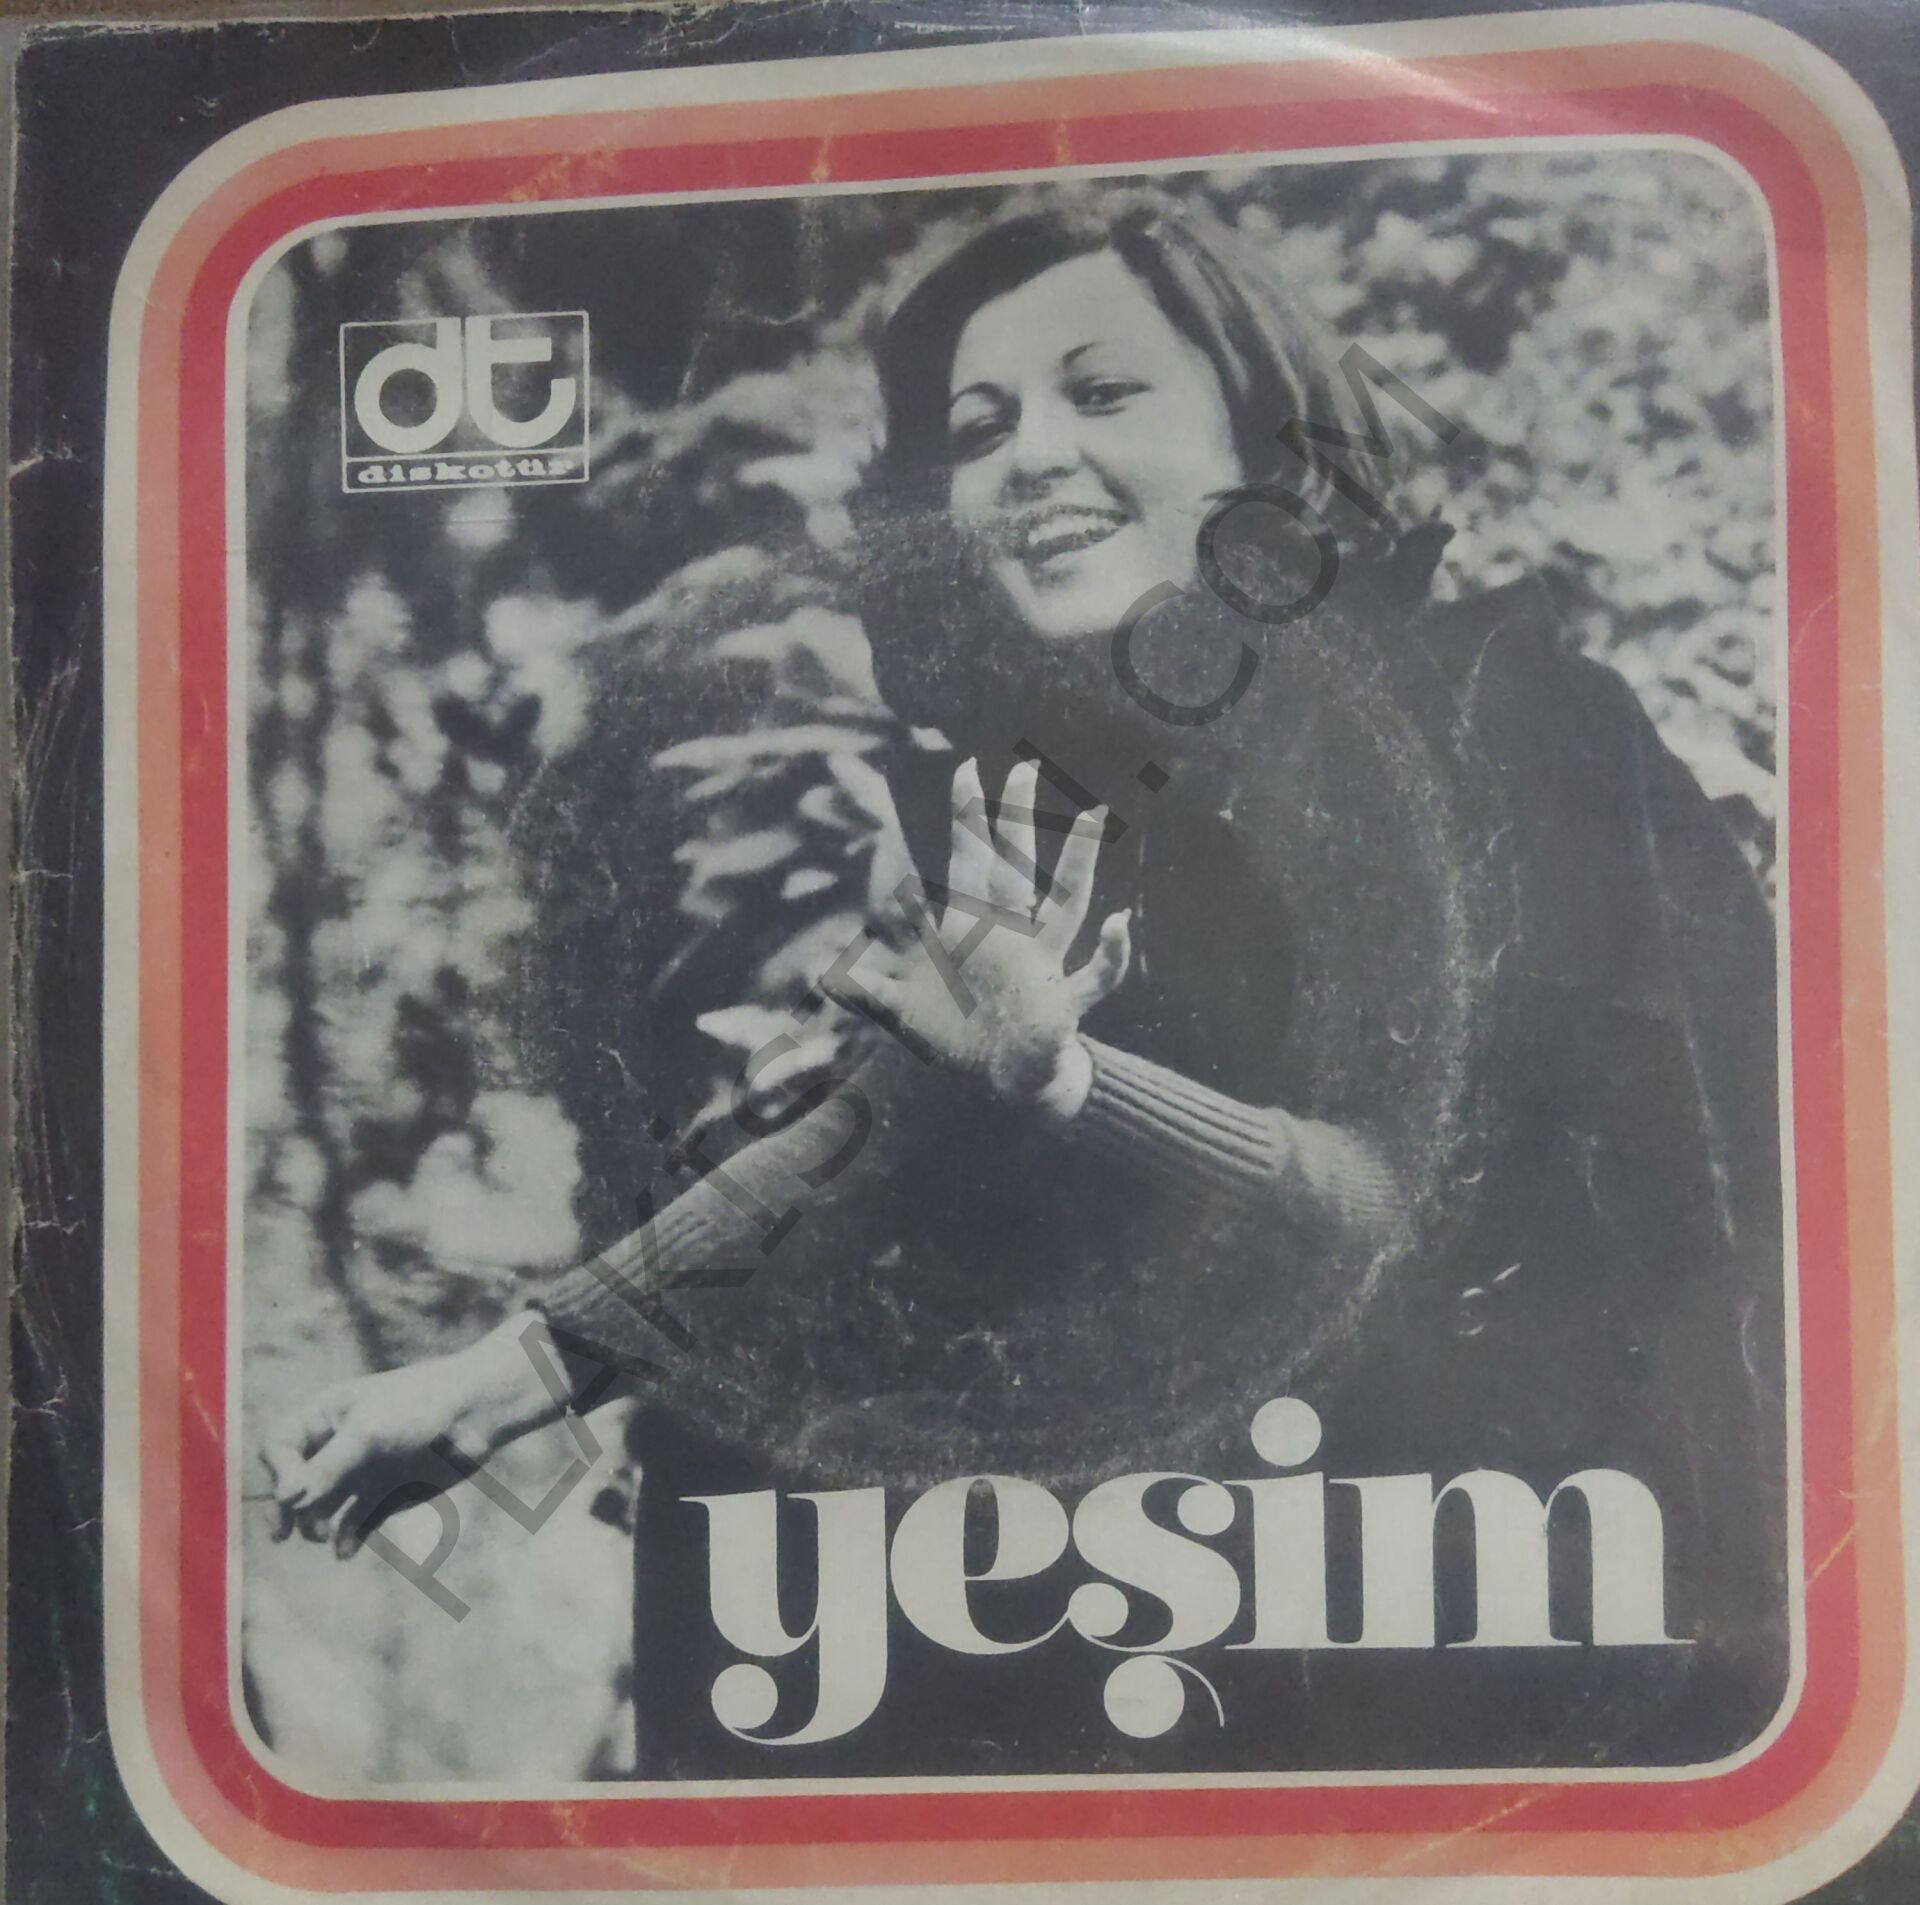 dt
diskotür
yeşim
PLAKİSTAN.COM